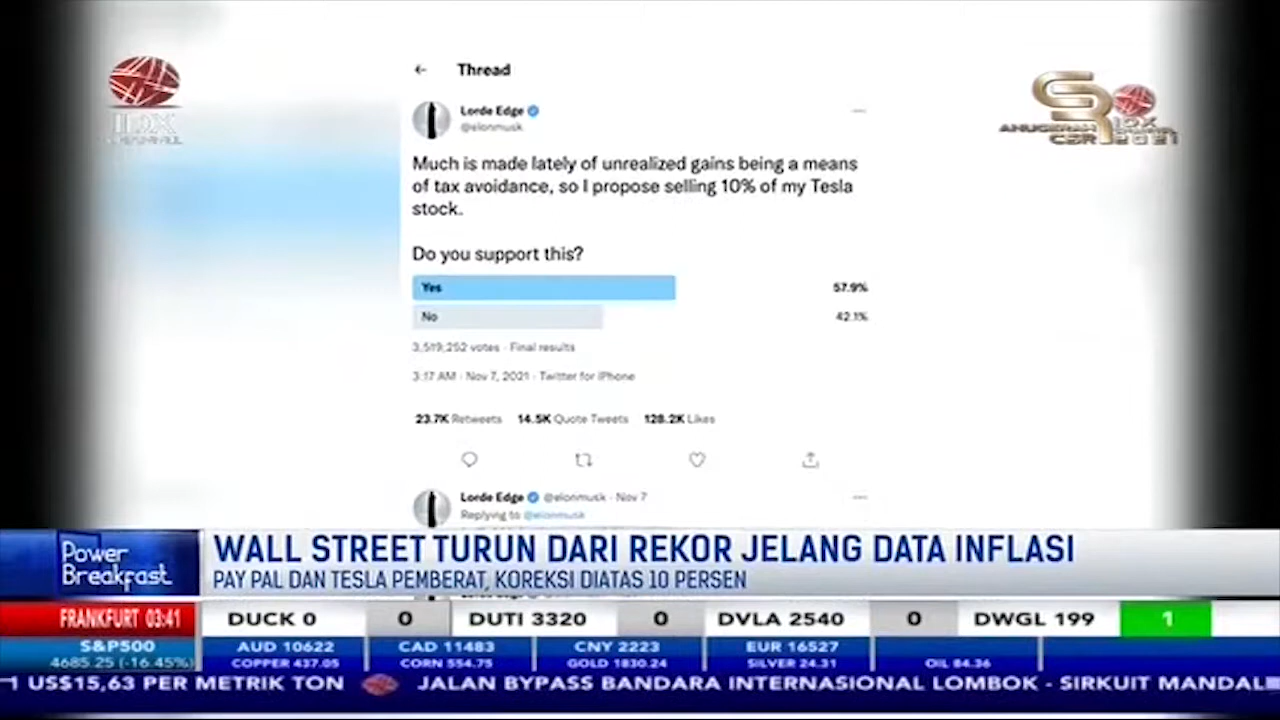 IDX
CHANNEL
ANUGERAH IDX
CSR 2021
Thread
Lorde Edge
@elonmusk
Much is made lately of unrealized gains being a means
of tax avoidance, so I propose selling 10% of my Tesla
stock.
Do you support this?
Yes 57.9%
No 42.1%
3,519,252 votes · Final results
3:17 AM · Nov 7, 2021 · Twitter for iPhone
23.7K Retweets 14.5K Quote Tweets 128.2K Likes
Lorde Edge @elonmusk · Nov 7
Replying to @elonmusk
Power
Breakfast
WALL STREET TURUN DARI REKOR JELANG DATA INFLASI
PAY PAL DAN TESLA PEMBERAT, KOREKSI DIATAS 10 PERSEN
FRANKFURT 03:41 DUCK 0 0 DUTI 3320 0 DVLA 2540 0 DWGL 199 1
S&P500 AUD 10622 CAD 11483 CNY 2223 EUR 16527
4685.25 (-16.45%) COPPER 437.05 CORN 554.75 GOLD 1830.24 SILVER 24.31 OIL 84.36
1 US$15,63 PER METRIK TON JALAN BYPASS BANDARA INTERNASIONAL LOMBOK - SIRKUIT MANDAL